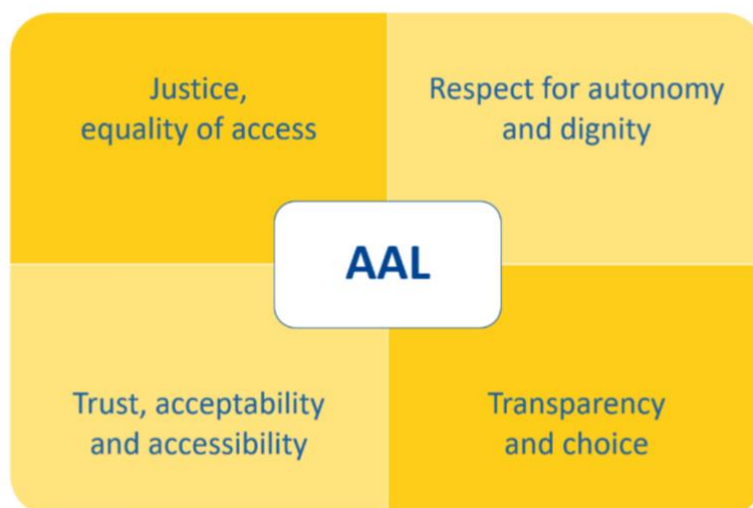 Justice,
equality of access
Respect for autonomy
and dignity
AAL
Trust, acceptability
and accessibility
Transparency
and choice